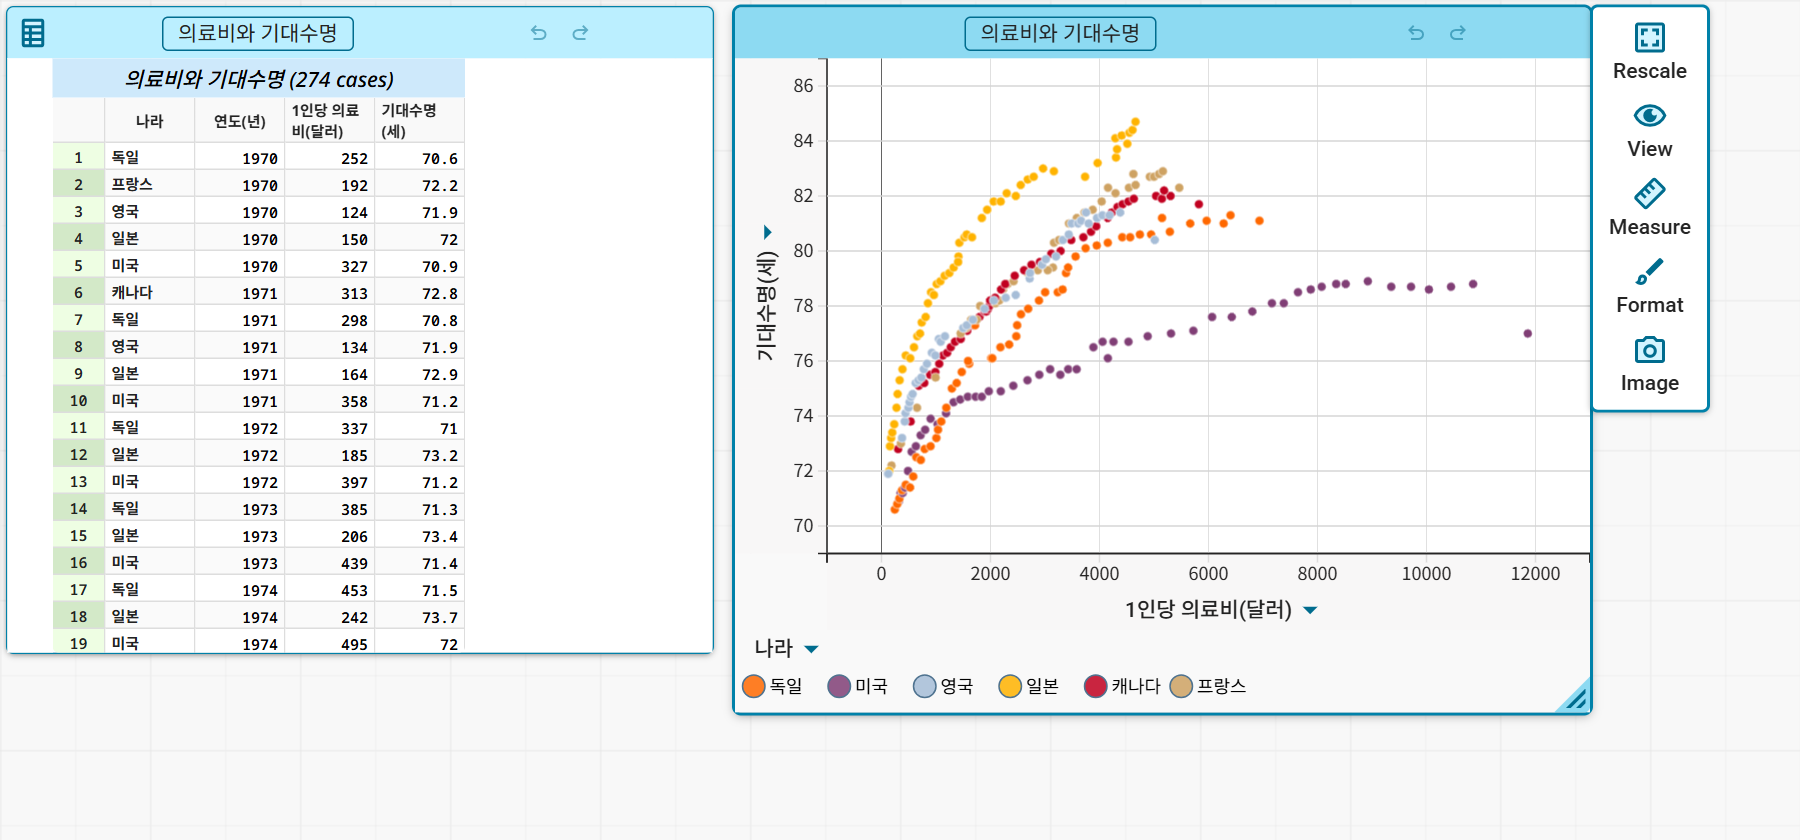 의료비와 기대수명
의료비와 기대수명 (274 cases)
나라 연도(년) 1인당 의료비(달러) 기대수명(세)
1 독일 1970 252 70.6
2 프랑스 1970 192 72.2
3 영국 1970 124 71.9
4 일본 1970 150 72
5 미국 1970 327 70.9
6 캐나다 1971 313 72.8
7 독일 1971 298 70.8
8 영국 1971 134 71.9
9 일본 1971 164 72.9
10 미국 1971 358 71.2
11 독일 1972 337 71
12 일본 1972 185 73.2
13 미국 1972 397 71.2
14 독일 1973 385 71.3
15 일본 1973 206 73.4
16 미국 1973 439 71.4
17 독일 1974 453 71.5
18 일본 1974 242 73.7
19 미국 1974 495 72
의료비와 기대수명
86
84
82
80
78
76
74
72
70
기대수명(세)
0 2000 4000 6000 8000 10000 12000
1인당 의료비(달러)
나라
독일 미국 영국 일본 캐나다 프랑스
Rescale
View
Measure
Format
Image